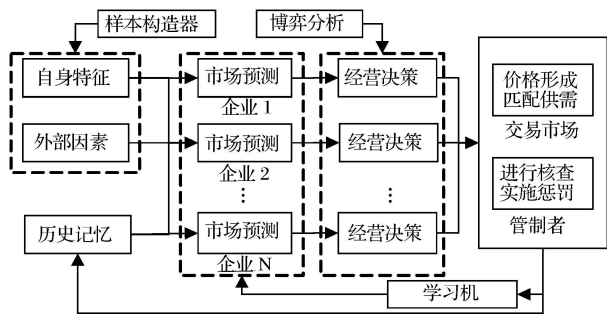 样本构造器
博弈分析
自身特征
外部因素
历史记忆
市场预测
企业1
市场预测
企业2
⋮
市场预测
企业N
经营决策
经营决策
⋮
经营决策
价格形成
匹配供需
交易市场
进行核查
实施惩罚
管制者
学习机